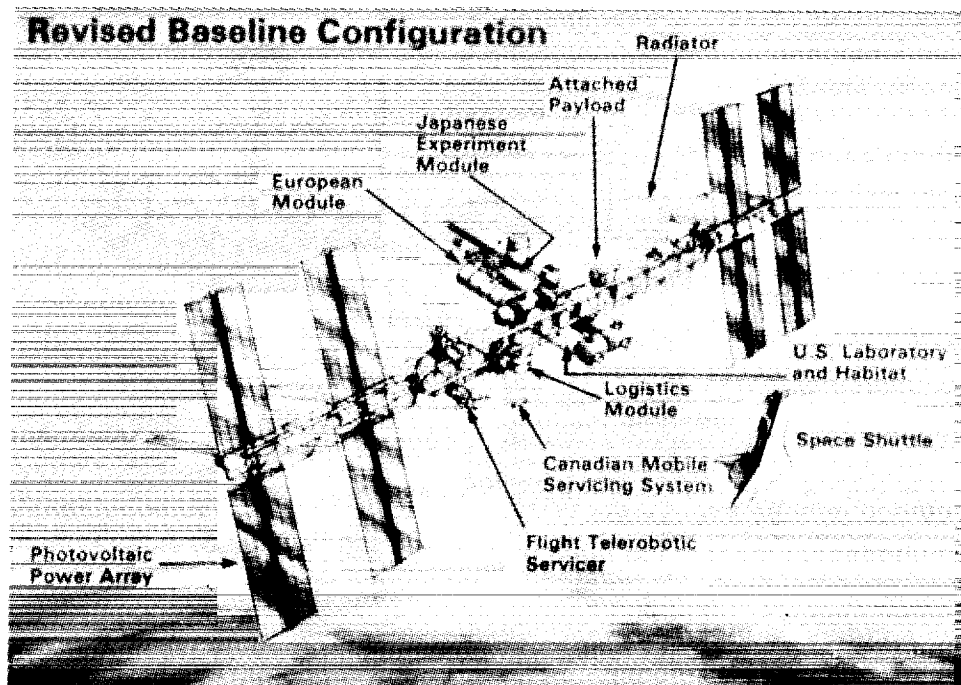 Revised Baseline Configuration
Radiator
Attached
Payload
Japanese
Experiment
Module
European
Module
U.S. Laboratory
and Habitat
Logistics
Module
Space Shuttle
Canadian Mobile
Servicing System
Flight Telerobotic
Servicer
Photovoltaic
Power Array